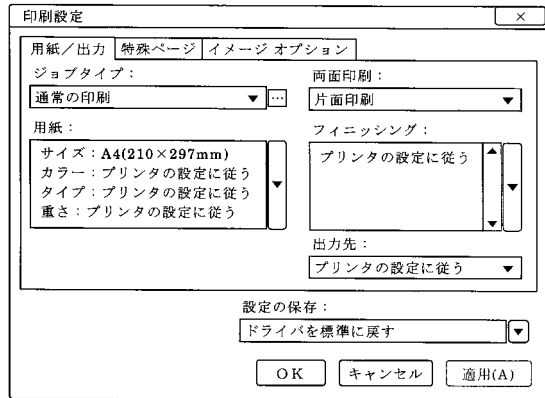 印刷設定
用紙／出力 特殊ページ イメージ オプション
ジョブタイプ：
通常の印刷
用紙：
サイズ：A4(210×297mm)
カラー：プリンタの設定に従う
タイプ：プリンタの設定に従う
重さ：プリンタの設定に従う
両面印刷：
片面印刷
フィニッシング：
プリンタの設定に従う
出力先：
プリンタの設定に従う
設定の保存：
ドライバを標準に戻す
OK キャンセル 適用(A)